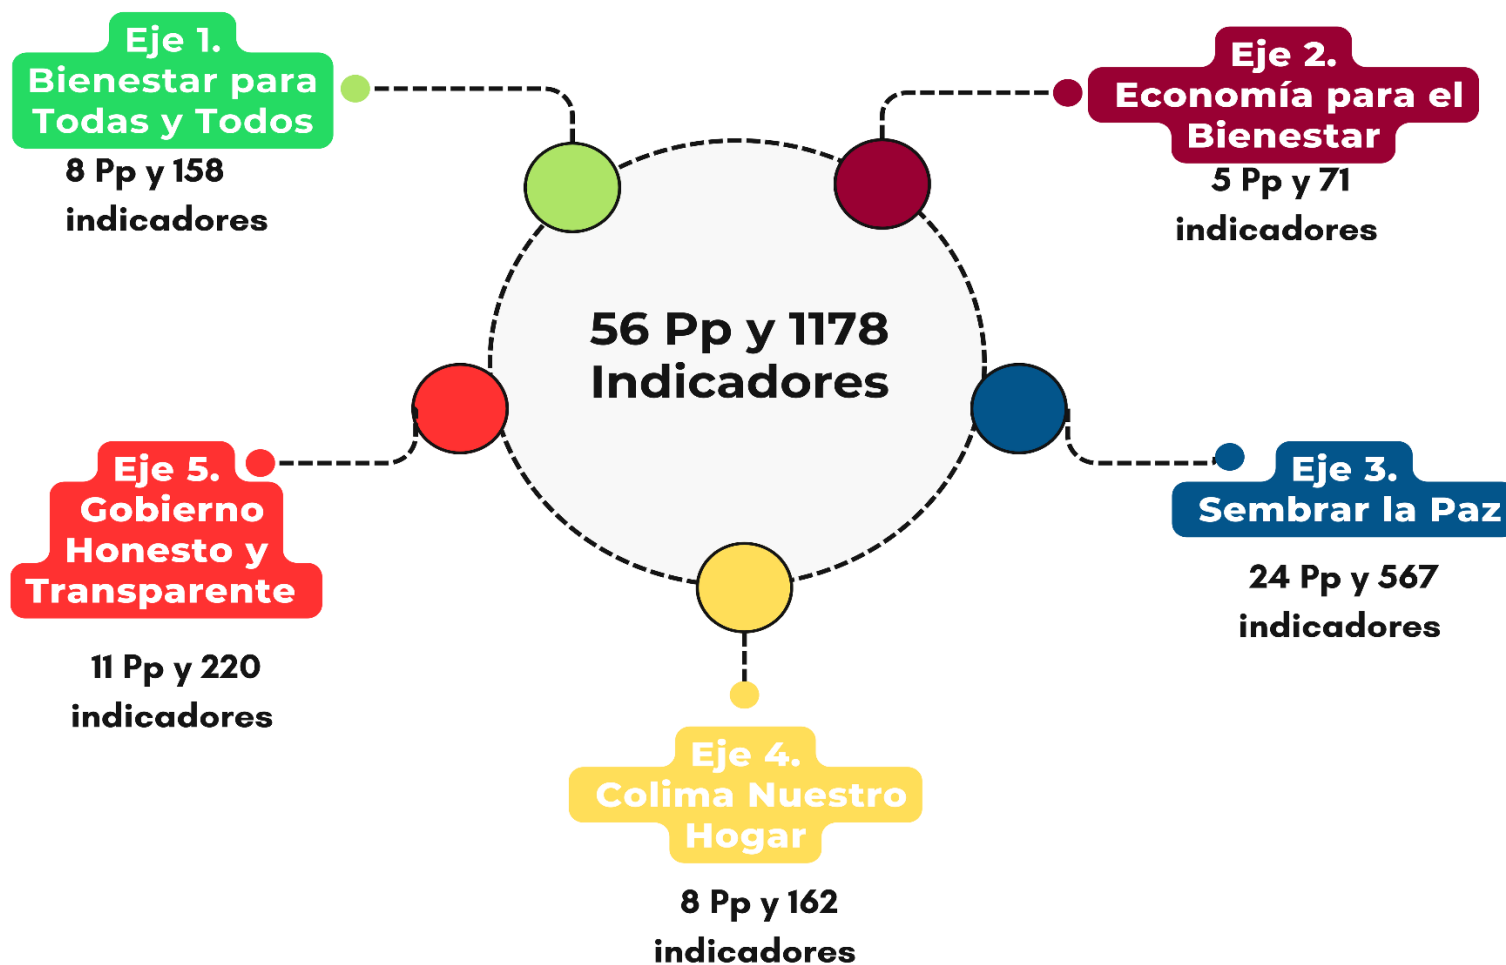 Eje 1.
Bienestar para
Todas y Todos
8 Pp y 158
indicadores
Eje 2.
Economía para el
Bienestar
5 Pp y 71
indicadores
56 Pp y 1178
Indicadores
Eje 3.
Sembrar la Paz
24 Pp y 567
indicadores
Eje 5.
Gobierno
Honesto y
Transparente
11 Pp y 220
indicadores
Eje 4.
Colima Nuestro
Hogar
8 Pp y 162
indicadores